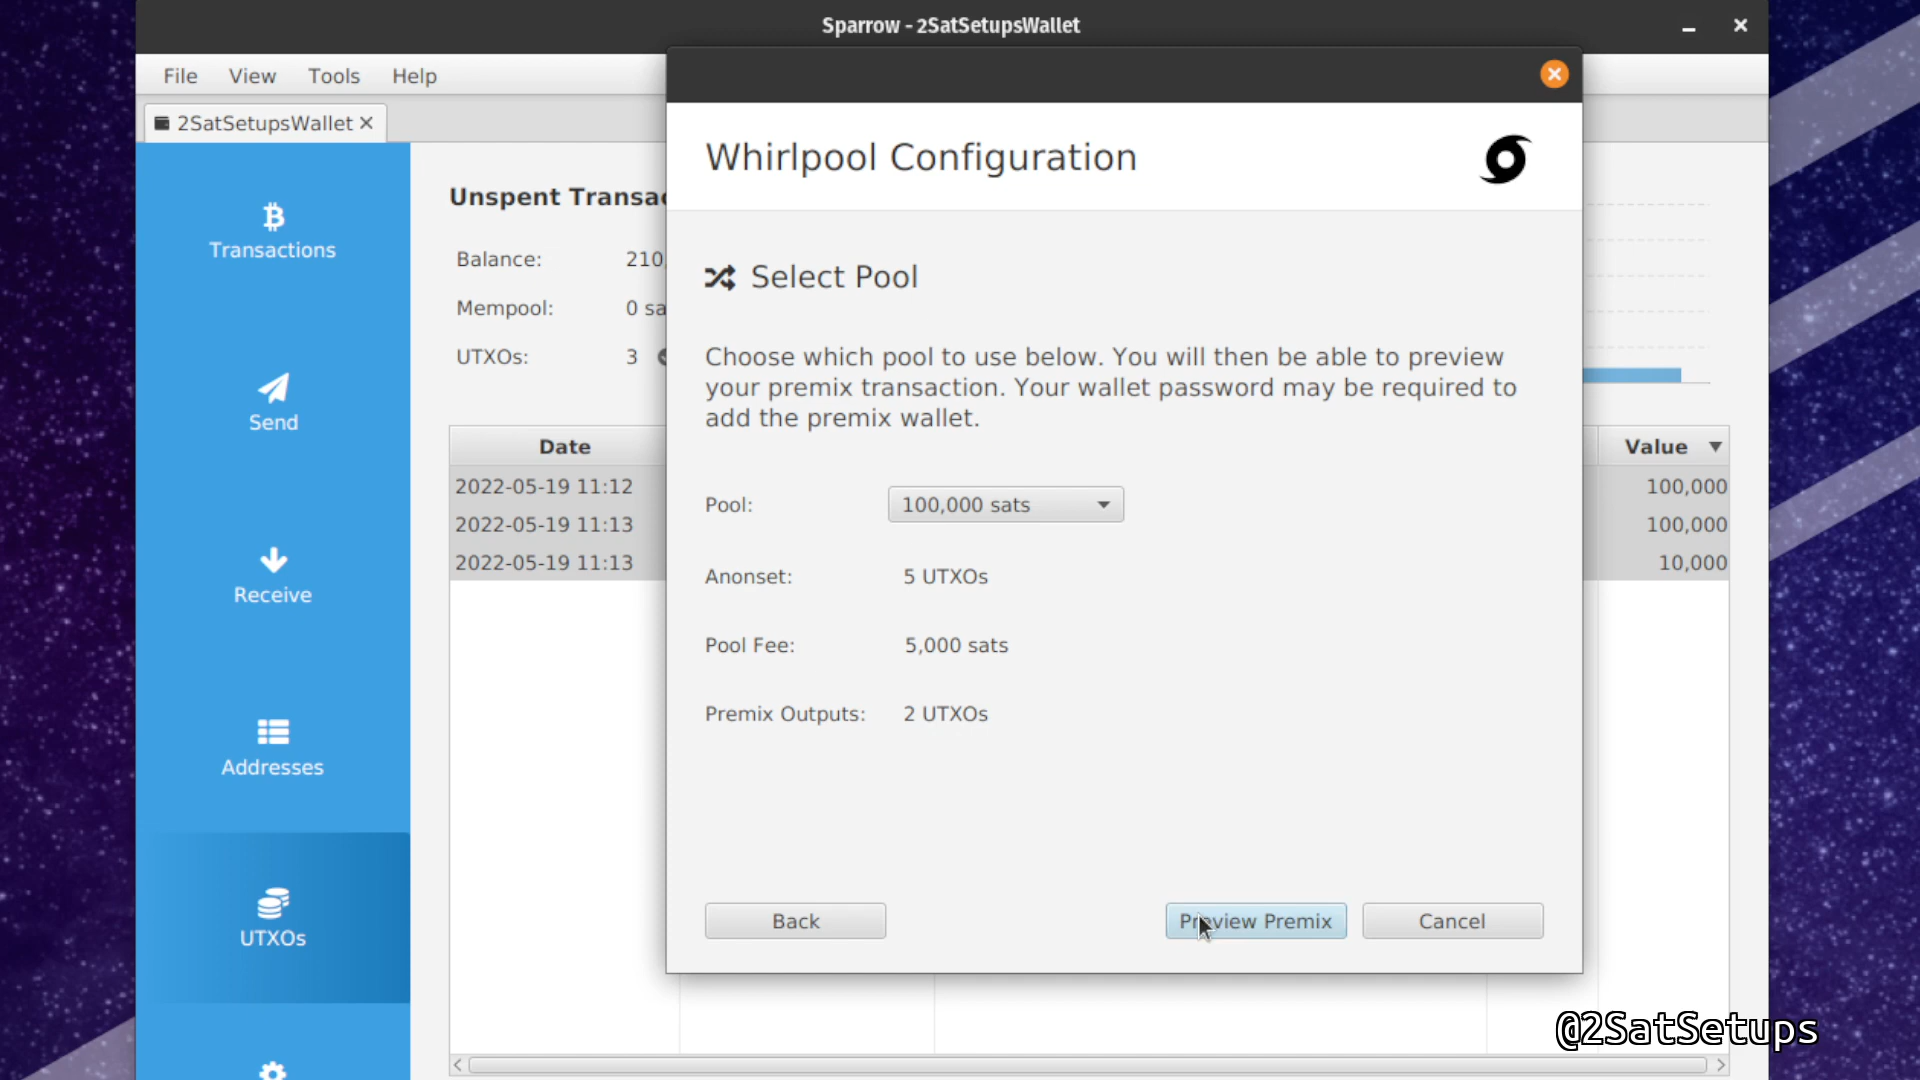 Sparrow - 2SatSetupsWallet
File View Tools Help
2SatSetupsWallet
Transactions
Send
Receive
Addresses
UTXOs
Unspent
Balance: 210,
Mempool: 0
UTXOs: 3
Date
Value
2022-05-19 11:12
100,000
2022-05-19 11:13
100,000
2022-05-19 11:13
10,000
Whirlpool Configuration
Select Pool
Choose which pool to use below. You will then be able to preview
your premix transaction. Your wallet password may be required to
add the premix wallet.
Pool: 100,000 sats
Anonset: 5 UTXOs
Pool Fee: 5,000 sats
Premix Outputs: 2 UTXOs
Back
Preview Premix
Cancel
@2SatSetups